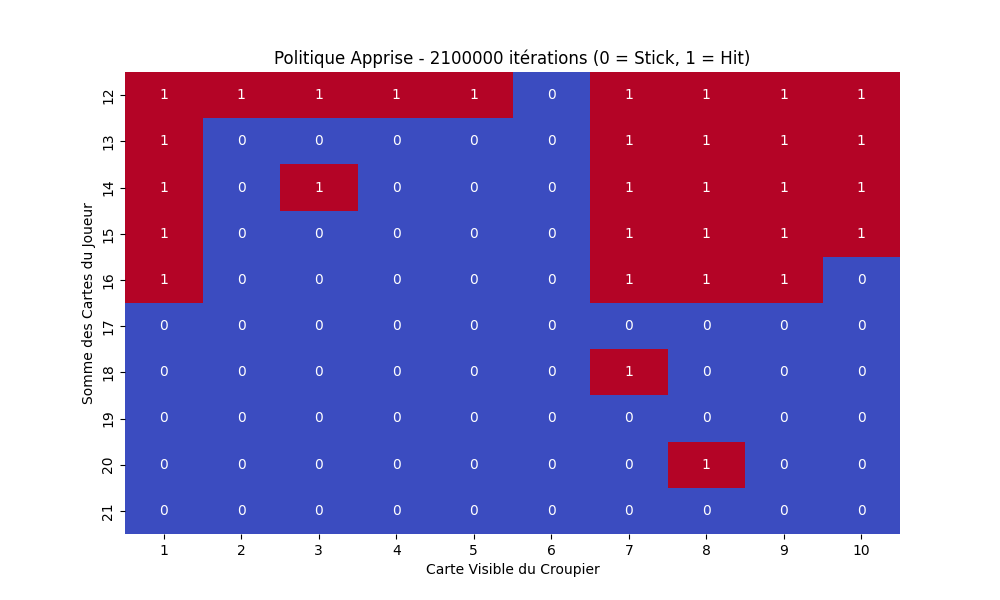 Politique Apprise - 2100000 itérations (0 = Stick, 1 = Hit)
Somme des Cartes du Joueur
12 1 1 1 1 1 0 1 1 1 1
13 1 0 0 0 0 0 1 1 1 1
14 1 0 1 0 0 0 1 1 1 1
15 1 0 0 0 0 0 1 1 1 1
16 1 0 0 0 0 0 1 1 1 0
17 0 0 0 0 0 0 0 0 0 0
18 0 0 0 0 0 0 1 0 0 0
19 0 0 0 0 0 0 0 0 0 0
20 0 0 0 0 0 0 0 1 0 0
21 0 0 0 0 0 0 0 0 0 0
1 2 3 4 5 6 7 8 9 10
Carte Visible du Croupier